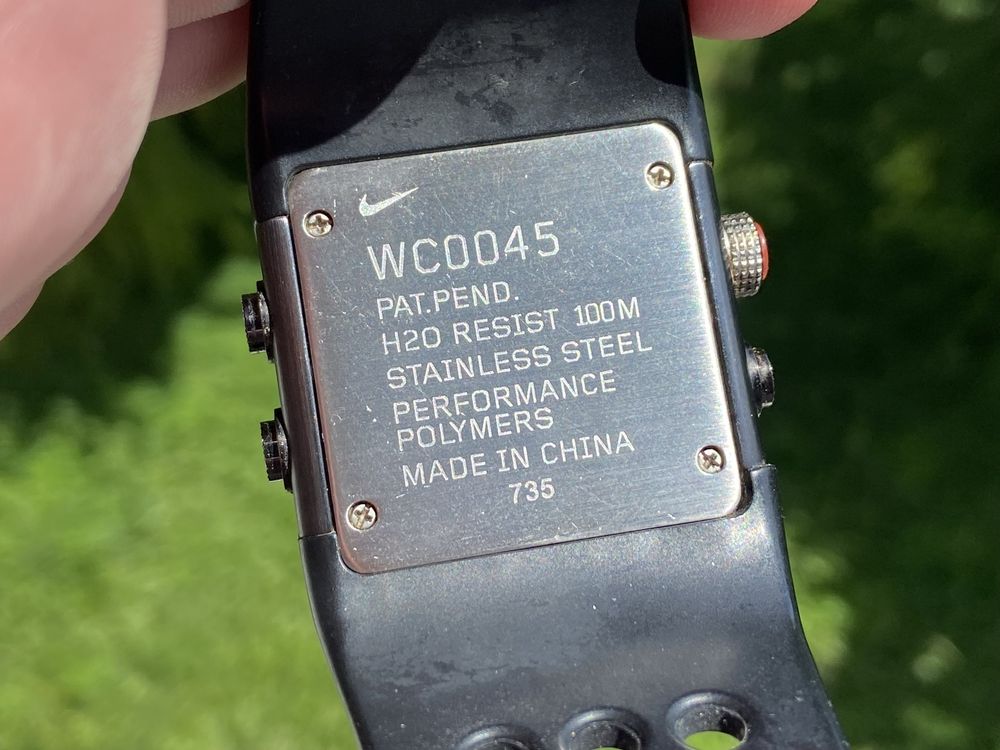 WC0045
PAT.PEND.
H2O RESIST 100M
STAINLESS STEEL
PERFORMANCE
POLYMERS
MADE IN CHINA
735